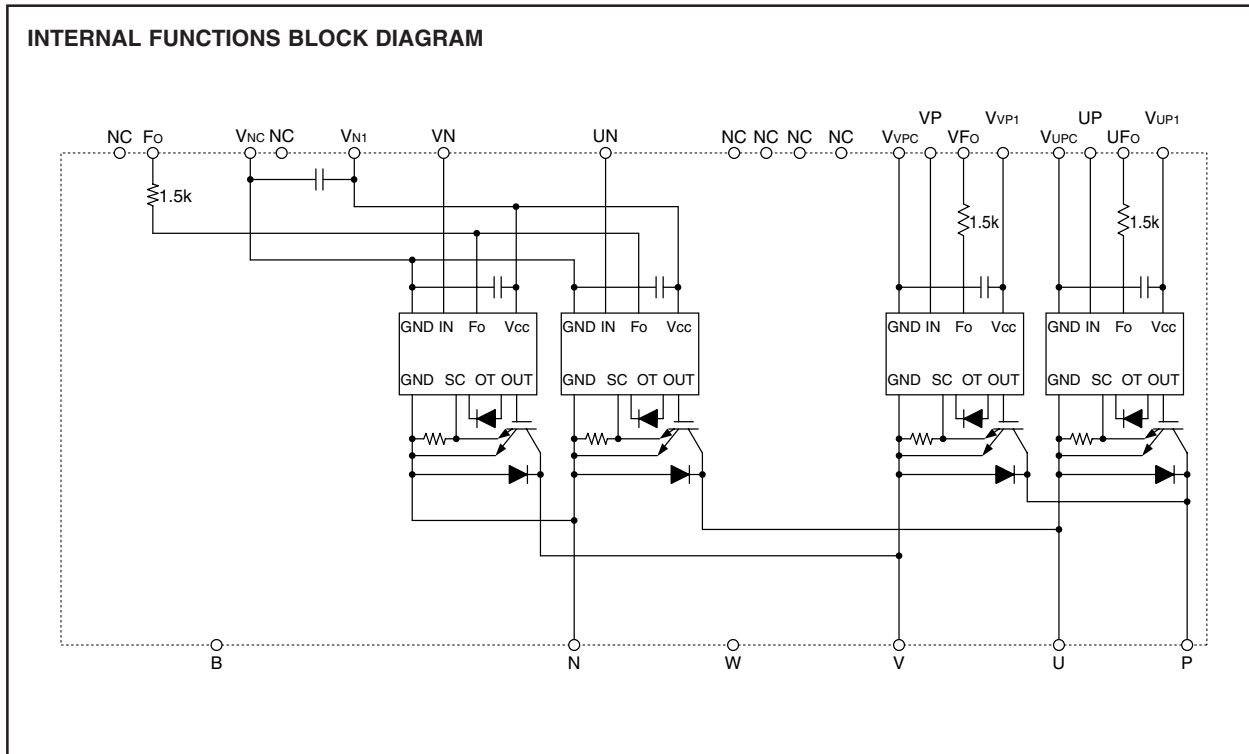 INTERNAL FUNCTIONS BLOCK DIAGRAM
NC FO VNC NC VN1 VN UN NC NC NC NC VVPC VP VFO VVP1 VUPC UP UFO VUP1
1.5k 1.5k 1.5k
GND IN FO VCC GND IN FO VCC GND IN FO VCC GND IN FO VCC
GND SC OT OUT GND SC OT OUT GND SC OT OUT GND SC OT OUT
B N W V U P